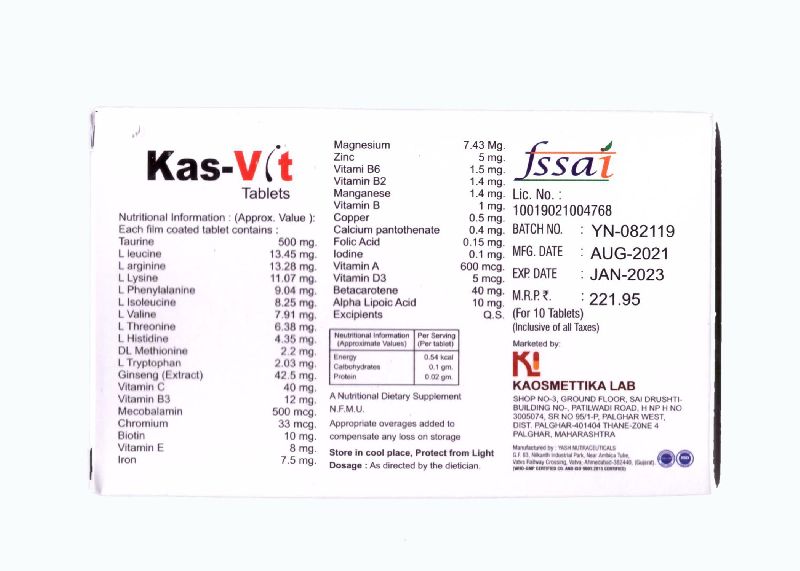 Kas-Vit
Tablets
Nutritional Information : (Approx. Value ):
Each film coated tablet contains :
Taurine 500 mg.
L leucine 13.45 mg.
L arginine 13.28 mg.
L Lysine 11.07 mg.
L Phenylalanine 9.04 mg.
L Isoleucine 8.25 mg.
L Valine 7.91 mg.
L Threonine 6.38 mg.
L Histidine 4.35 mg.
DL Methionine 2.2 mg.
L Tryptophan 2.03 mg.
Ginseng (Extract) 42.5 mg.
Vitamin C 40 mg.
Vitamin B3 12 mg.
Mecobalamin 500 mcg.
Chromium 33 mcg.
Biotin 10 mg.
Vitamin E 8 mg.
Iron 7.5 mg.
Magnesium 7.43 Mg.
Zinc 5 mg.
Vitami B6 1.5 mg.
Vitamin B2 1.4 mg.
Manganese 1.4 mg.
Vitamin B 1 mg.
Copper 0.5 mg.
Calcium pantothenate 0.4 mg.
Folic Acid 0.15 mg.
Iodine 0.1 mg.
Vitamin A 600 mcg.
Vitamin D3 5 mcg.
Betacarotene 40 mg.
Alpha Lipoic Acid 10 mg.
Excipients Q.S.
Neutritional Information Per Serving
(Approximate Values) (Per tablet)
Energy 0.54 kcal
Calbohydrates 0.1 gm.
Protein 0.02 gm.
A Nutritional Dietary Supplement
N.F.M.U.
Appropriate overages added to
compensate any loss on storage
Store in cool place, Protect from Light
Dosage : As directed by the dietician.
fssai
Lic. No. :
10019021004768
BATCH NO. : YN-082119
MFG. DATE : AUG-2021
EXP. DATE : JAN-2023
M.R.P. ₹. : 221.95
(For 10 Tablets)
(Inclusive of all Taxes)
Marketed by:
KL
KAOSMETTIKA LAB
SHOP NO-3, GROUND FLOOR, SAI DRUSHTI-
BUILDING NO-, PATILWADI ROAD, H NP H NO
3005074, SR NO 95/1-P, PALGHAR WEST,
DIST. PALGHAR-401404 THANE-ZONE 4
PALGHAR, MAHARASHTRA
Manufactured by : YASH NUTRACEUTICALS
G.F. 63, Nilkanth Industrial Park, Near Ambica Tube,
Vatva Railway Crossing, Vatva, Ahmedabad-382440, (Gujarat).
(WHO-GMP CERTIFIED CO. AND ISO 9001:2015 CERTIFIED)
ISO